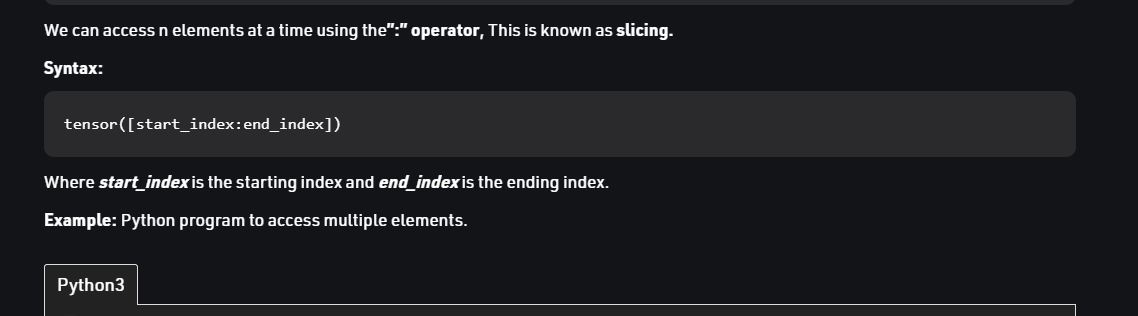 We can access n elements at a time using the”:” operator, This is known as slicing.
Syntax:
tensor([start_index:end_index])
Where start_index is the starting index and end_index is the ending index.
Example: Python program to access multiple elements.
Python3